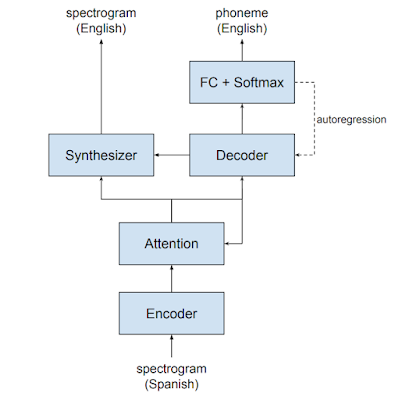 spectrogram
(English)
phoneme
(English)
FC + Softmax
autoregression
Synthesizer
Decoder
Attention
Encoder
spectrogram
(Spanish)